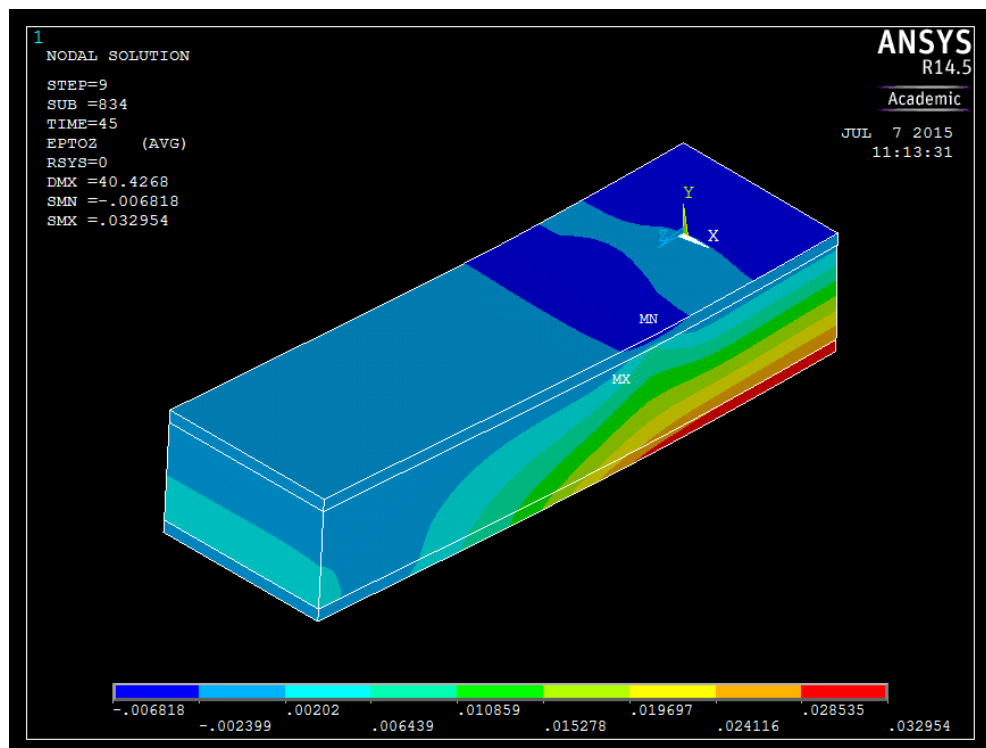 1
NODAL SOLUTION
STEP=9
SUB =834
TIME=45
EPTOZ (AVG)
RSYS=0
DMX =40.4268
SMN =-.006818
SMX =.032954
ANSYS
R14.5
Academic
JUL 7 2015
11:13:31
Y
Z X
MN
MX
-.006818 .00202 .010859 .019697 .028535
-.002399 .006439 .015278 .024116 .032954